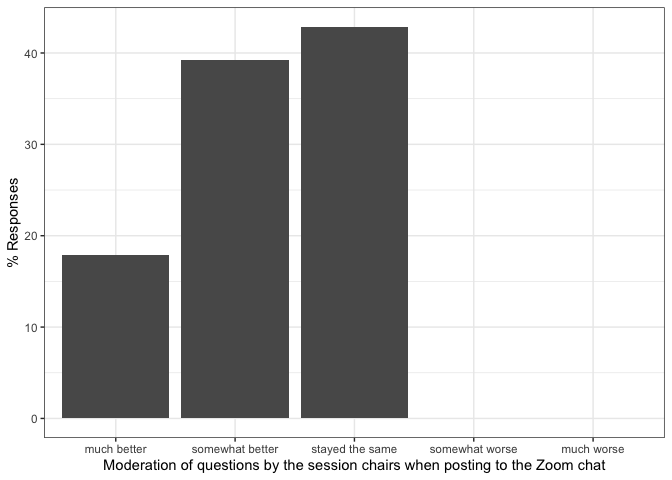 40
30
20
10
0
% Responses
much better somewhat better stayed the same somewhat worse much worse
Moderation of questions by the session chairs when posting to the Zoom chat